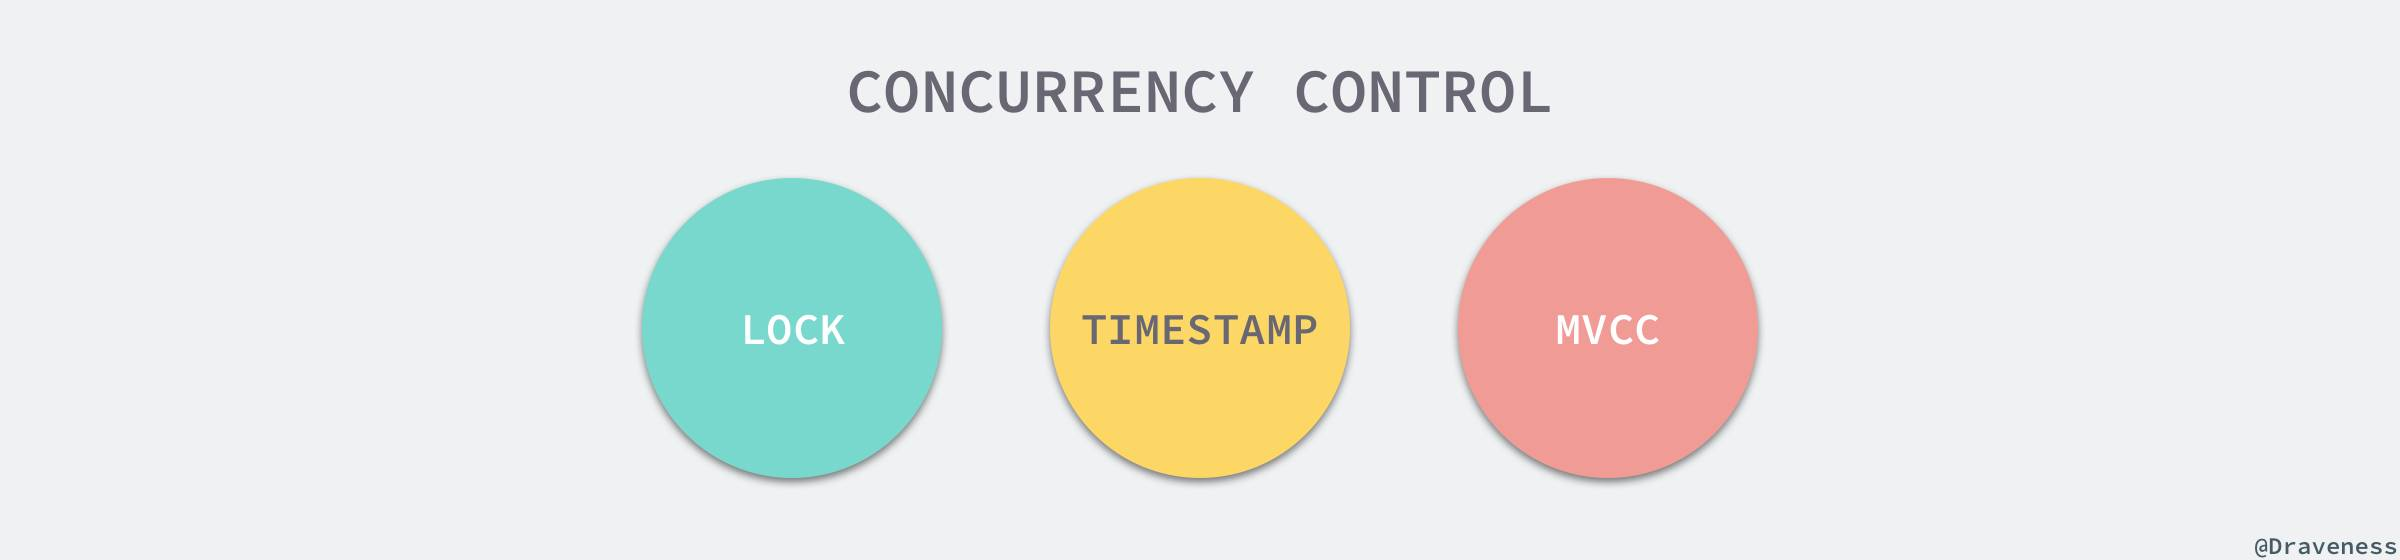 CONCURRENCY CONTROL
LOCK
TIMESTAMP
MVCC
@Draveness